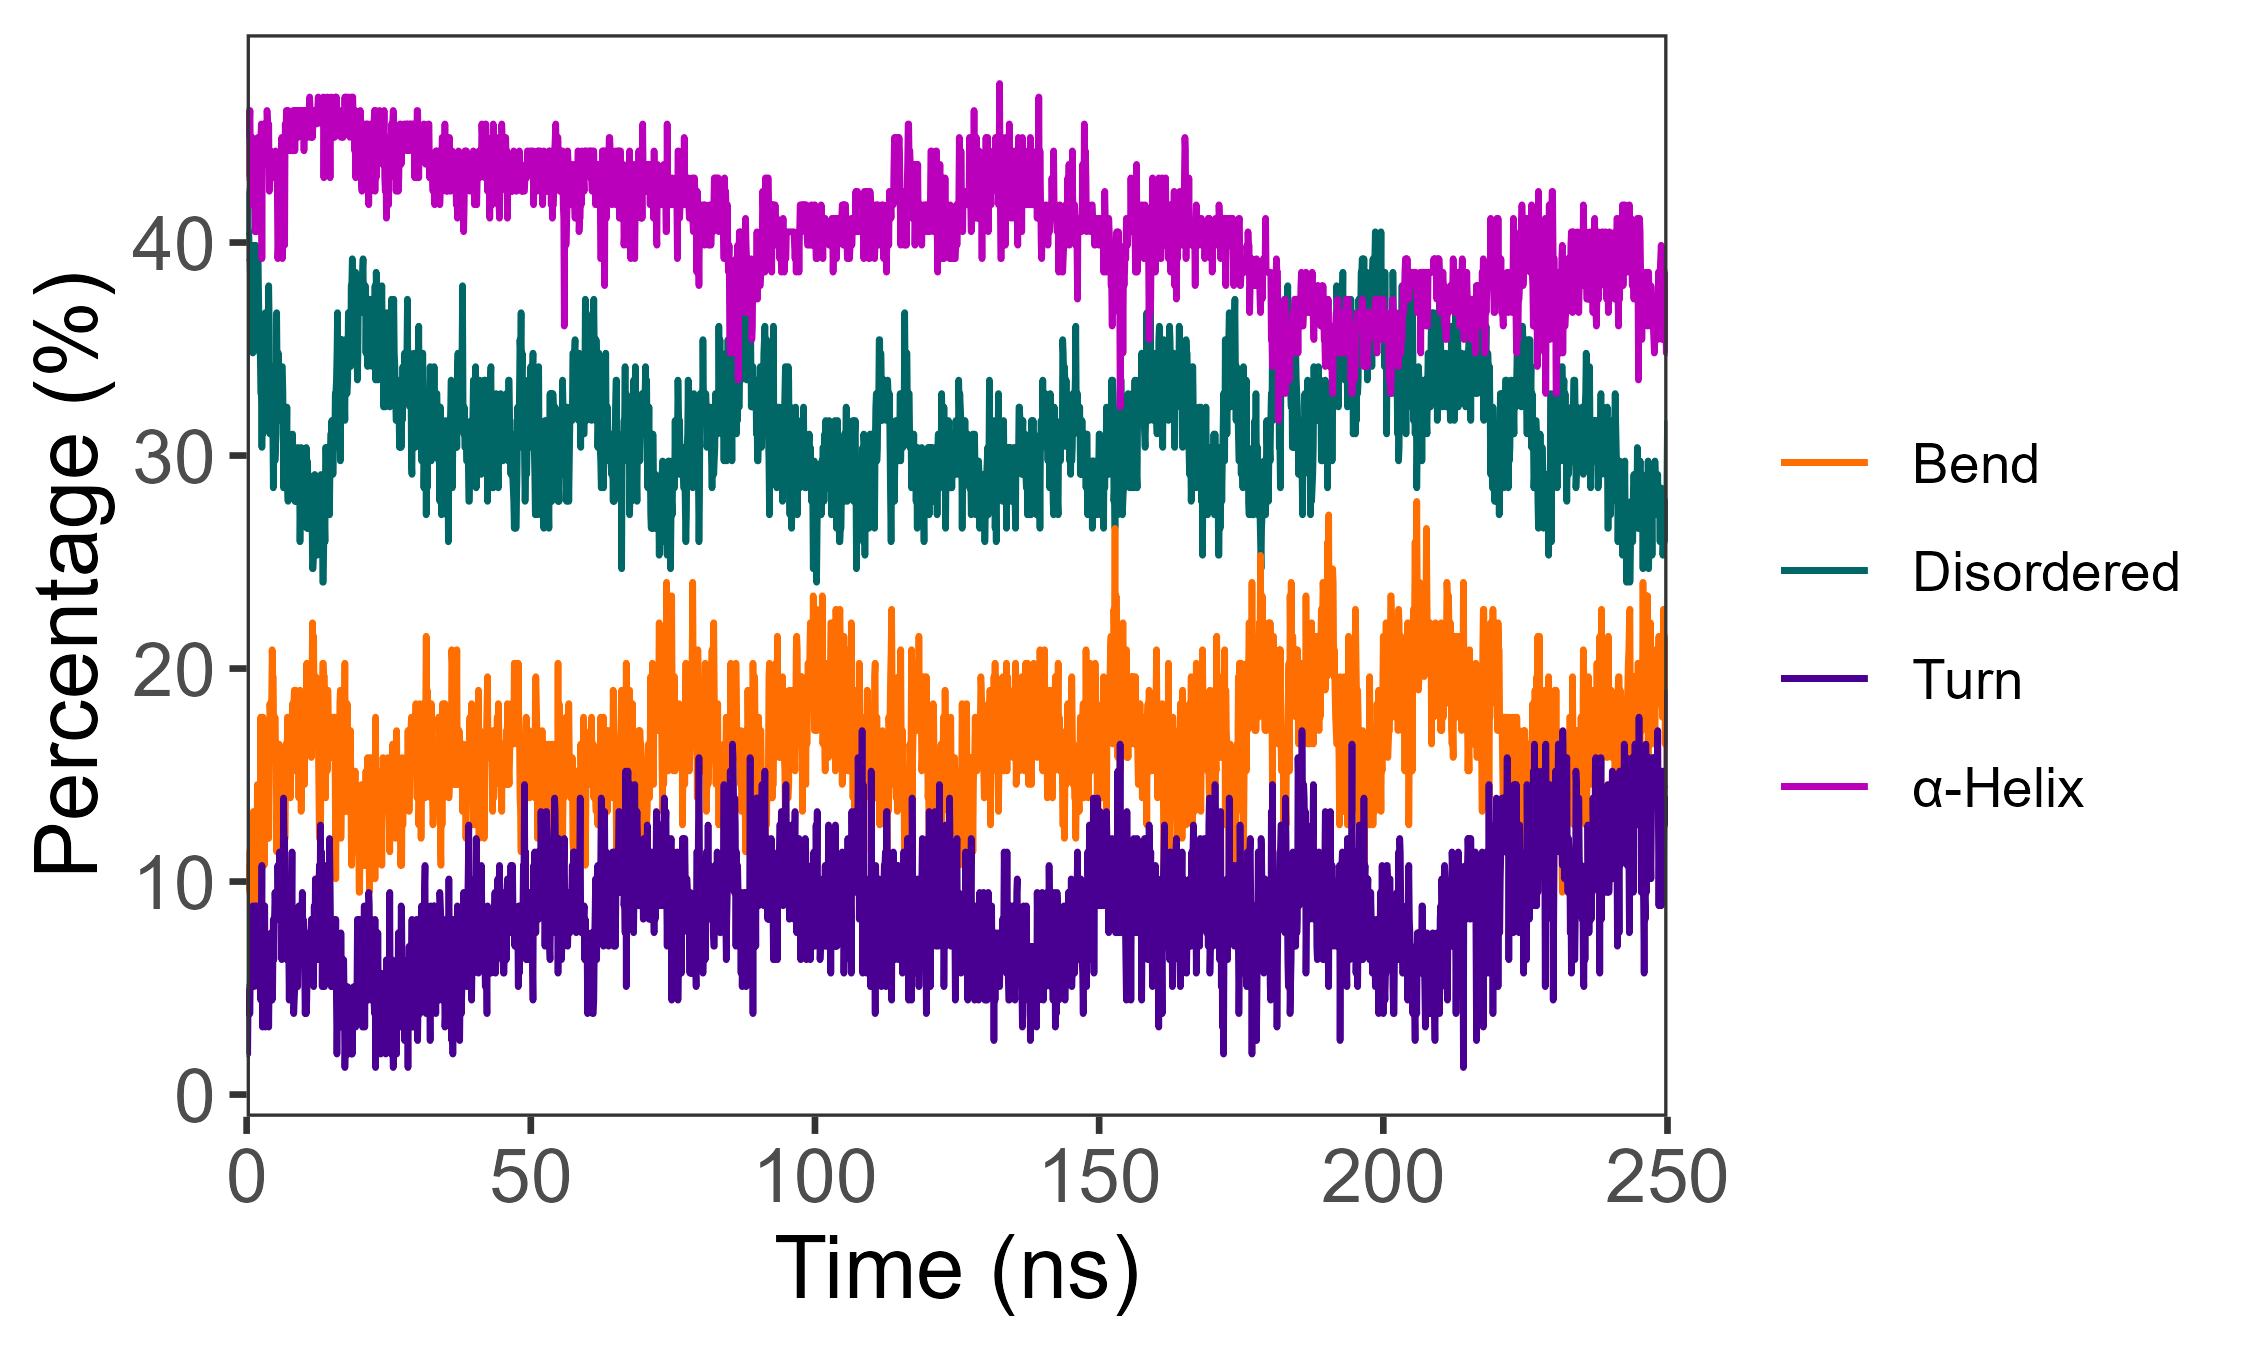 Percentage (%)
40
30
20
10
0
0 50 100 150 200 250
Time (ns)
Bend
Disordered
Turn
α-Helix